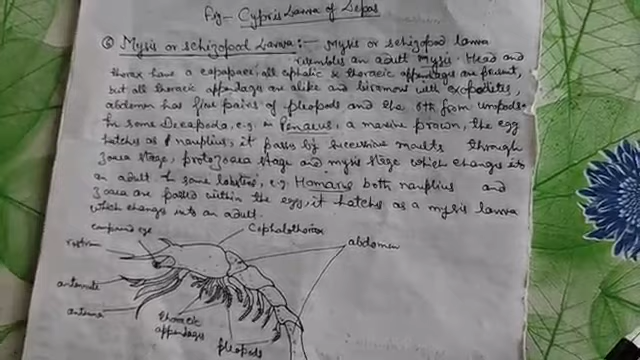 Fig- Cypris Larva of Lepas
⑥ Mysis or schizopod Larva :- Mysis or schizopod larva
resembles an adult Mysis. Head and
thorax have a carapace, all cephalic & thoracic appendages are present,
but all thoracic appendages are alike and biramous with exopodites,
abdomen has five pairs of pleopods and the 6th from uropods.
In some Decapoda, e.g. in Penaeus, a marine prawn, the egg
hatches as nauplius, it passes by successive moults through
zoaea stage, protozoaea stage and mysis stage which changes into
an adult. In some lobsters, e.g. Homarus both nauplius and
zoaea are passed within the egg, it hatches as a mysis larva
which changes into an adult.
compound eye
Cephalothorax
rostrum
abdomen
antennule
antenna
thoracic
appendages
pleopods